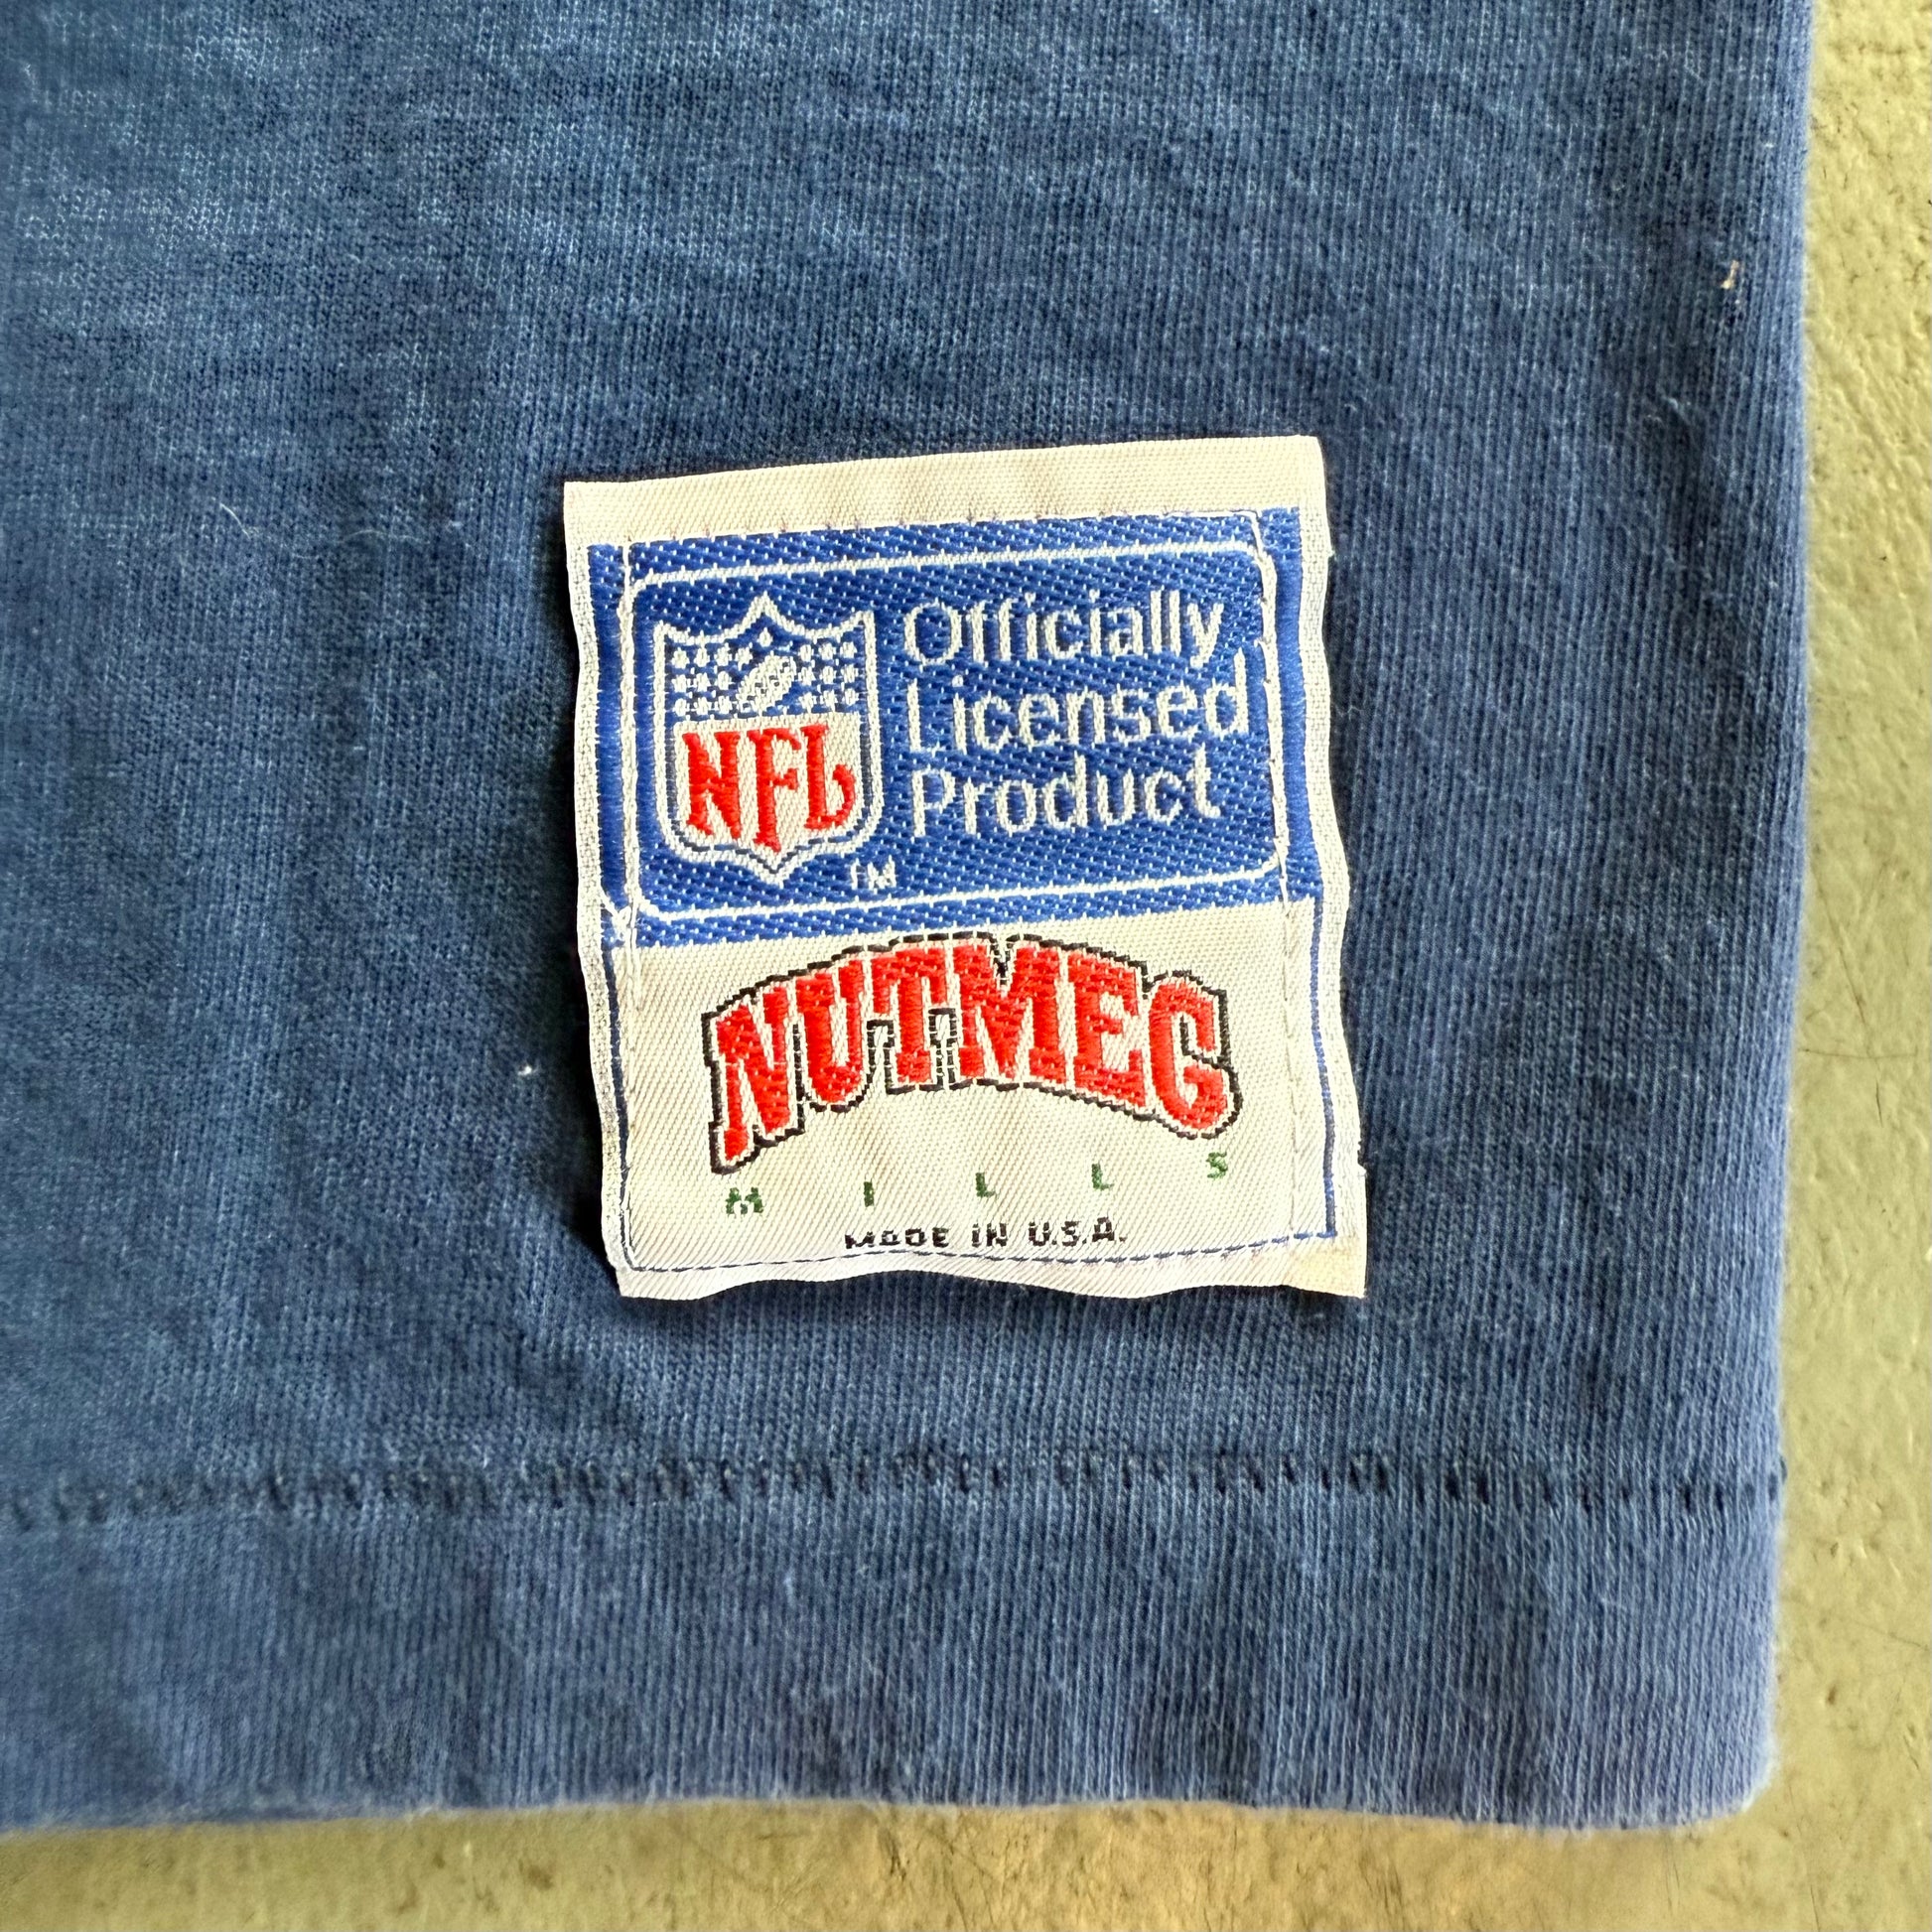 Officially
Licensed
Product
NFL
TM
NUTMEG
MILLS
MADE IN U.S.A.